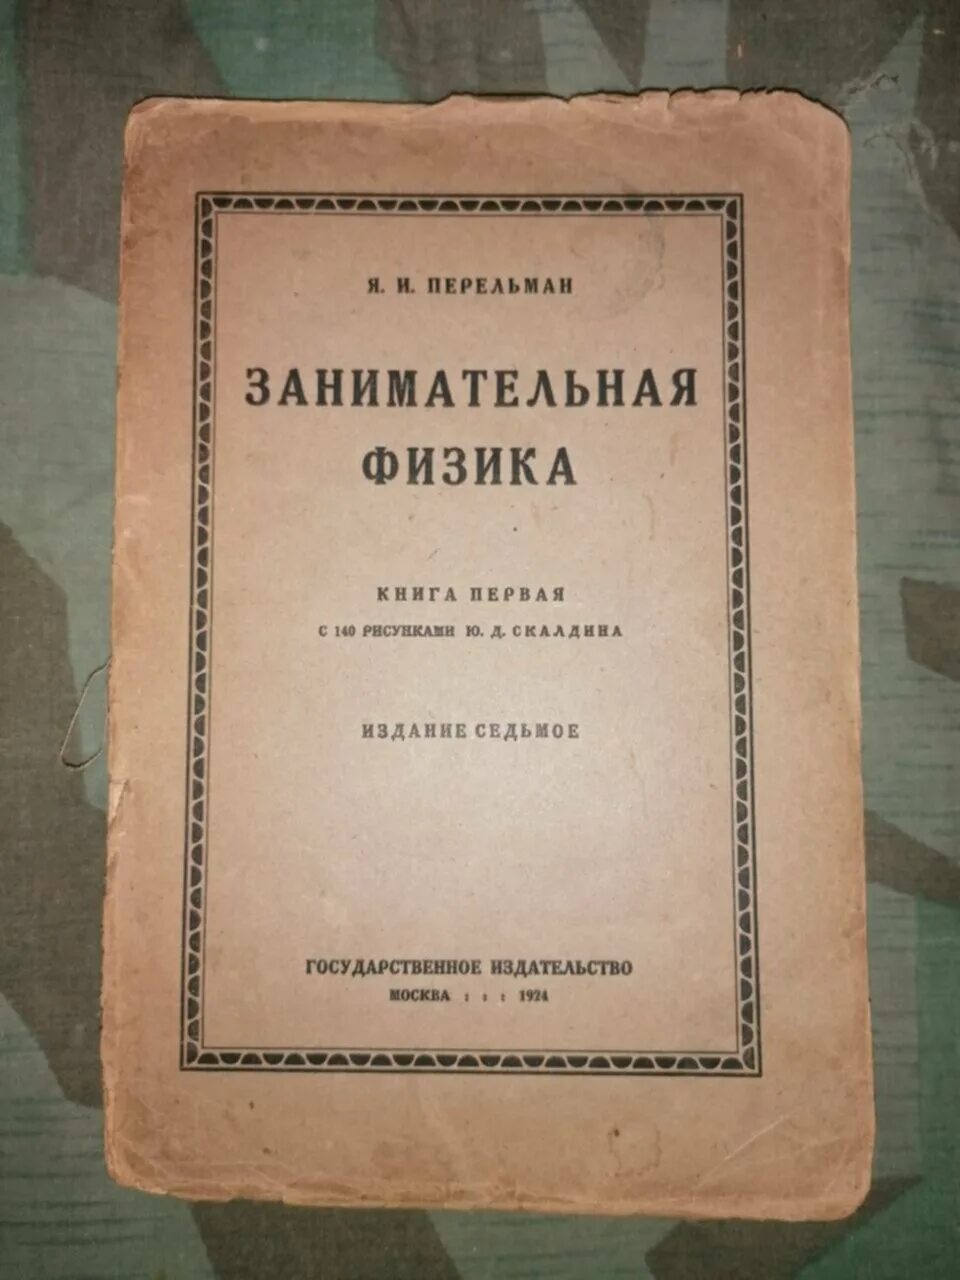 Я. И. ПЕРЕЛЬМАН
ЗАНИМАТЕЛЬНАЯ
ФИЗИКА
КНИГА ПЕРВАЯ
С 140 РИСУНКАМИ Ю. Д. СКАЛДИНА
ИЗДАНИЕ СЕДЬМОЕ
ГОСУДАРСТВЕННОЕ ИЗДАТЕЛЬСТВО
МОСКВА : : : 1924